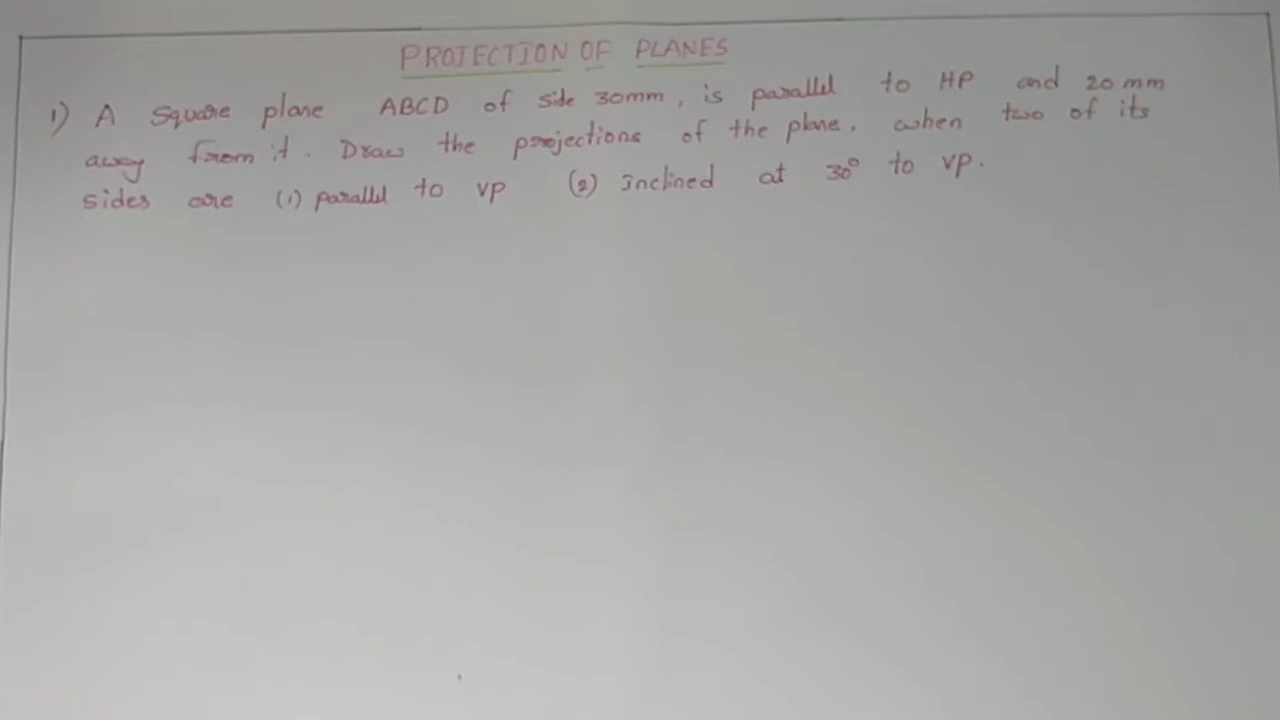 PROJECTION OF PLANES
1) A square plane ABCD of side 30mm, is parallel to HP and 20mm
away from it. Draw the projections of the plane. when two of its
sides are (1) parallel to VP (2) Inclined at 30° to VP.